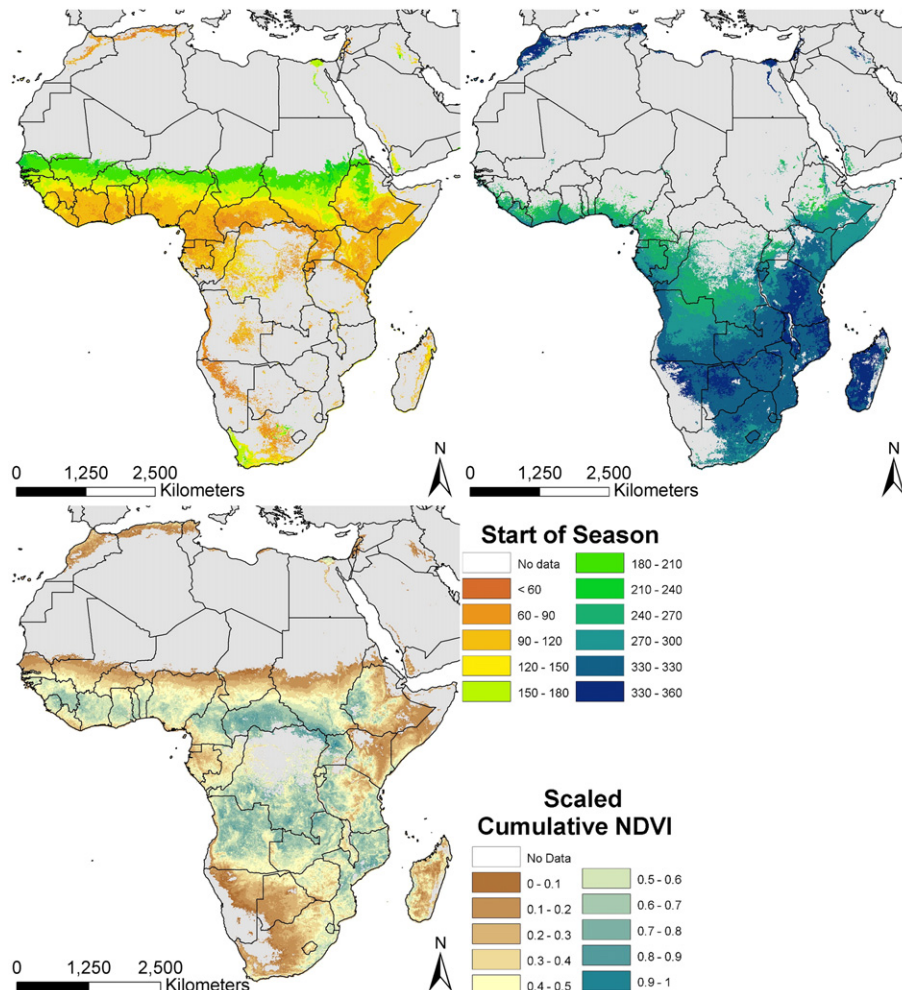 N
0 1,250 2,500
Kilometers
N
0 1,250 2,500
Kilometers
Start of Season
No data
< 60
60 - 90
90 - 120
120 - 150
150 - 180
180 - 210
210 - 240
240 - 270
270 - 300
330 - 330
330 - 360
Scaled
Cumulative NDVI
No Data
0 - 0.1
0.1 - 0.2
0.2 - 0.3
0.3 - 0.4
0.4 - 0.5
0.5 - 0.6
0.6 - 0.7
0.7 - 0.8
0.8 - 0.9
0.9 - 1
N
0 1,250 2,500
Kilometers